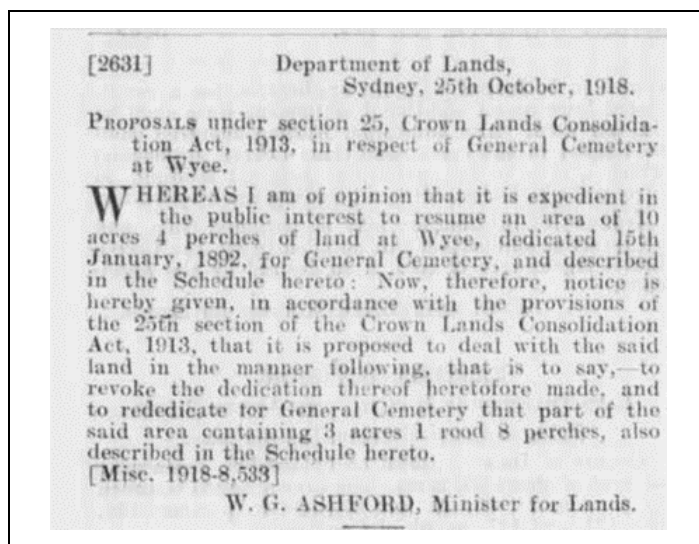 [2631] Department of Lands,
Sydney, 25th October, 1918.
PROPOSALS under section 25, Crown Lands Consolida-
tion Act, 1913, in respect of General Cemetery
at Wyee.
WHEREAS I am of opinion that it is expedient in
the public interest to resume an area of 10
acres 4 perches of land at Wyee, dedicated 15th
January, 1892, for General Cemetery, and described
in the Schedule hereto: Now, therefore, notice is
hereby given, in accordance with the provisions of
the 25th section of the Crown Lands Consolidation
Act, 1913, that it is proposed to deal with the said
land in the manner following, that is to say,—to
revoke the dedication thereof heretofore made, and
to rededicate for General Cemetery that part of the
said area containing 3 acres 1 rood 8 perches, also
described in the Schedule hereto.
[Misc. 1918-8,533]
W. G. ASHFORD, Minister for Lands.